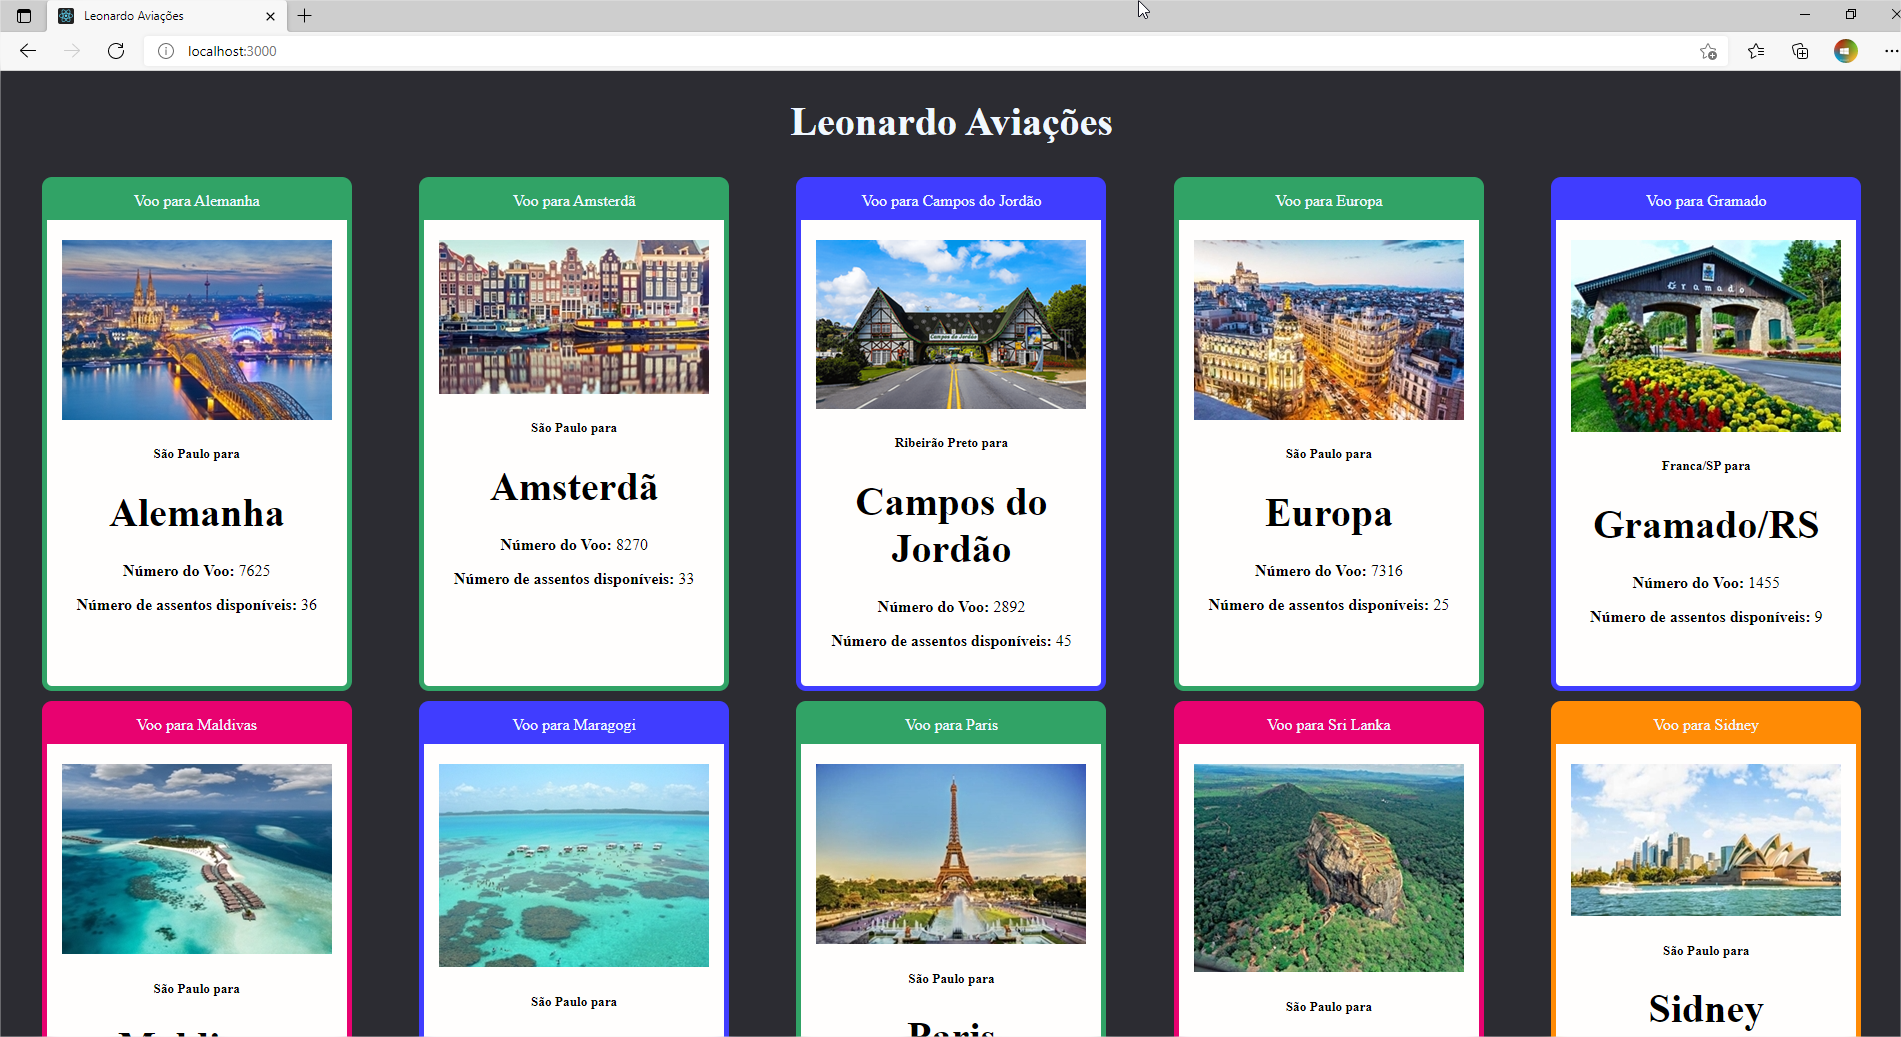 Leonardo Aviações
localhost:3000
Leonardo Aviações
Voo para Alemanha
São Paulo para
Alemanha
Número do Voo: 7625
Número de assentos disponíveis: 36
Voo para Amsterdã
São Paulo para
Amsterdã
Número do Voo: 8270
Número de assentos disponíveis: 33
Voo para Campos do Jordão
Campos do Jordão
Ribeirão Preto para
Campos do
Jordão
Número do Voo: 2892
Número de assentos disponíveis: 45
Voo para Europa
São Paulo para
Europa
Número do Voo: 7316
Número de assentos disponíveis: 25
Voo para Gramado
Gramado
Franca/SP para
Gramado/RS
Número do Voo: 1455
Número de assentos disponíveis: 9
Voo para Maldivas
São Paulo para
Voo para Maragogi
São Paulo para
Voo para Paris
São Paulo para
Paris
Voo para Sri Lanka
São Paulo para
Voo para Sidney
São Paulo para
Sidney